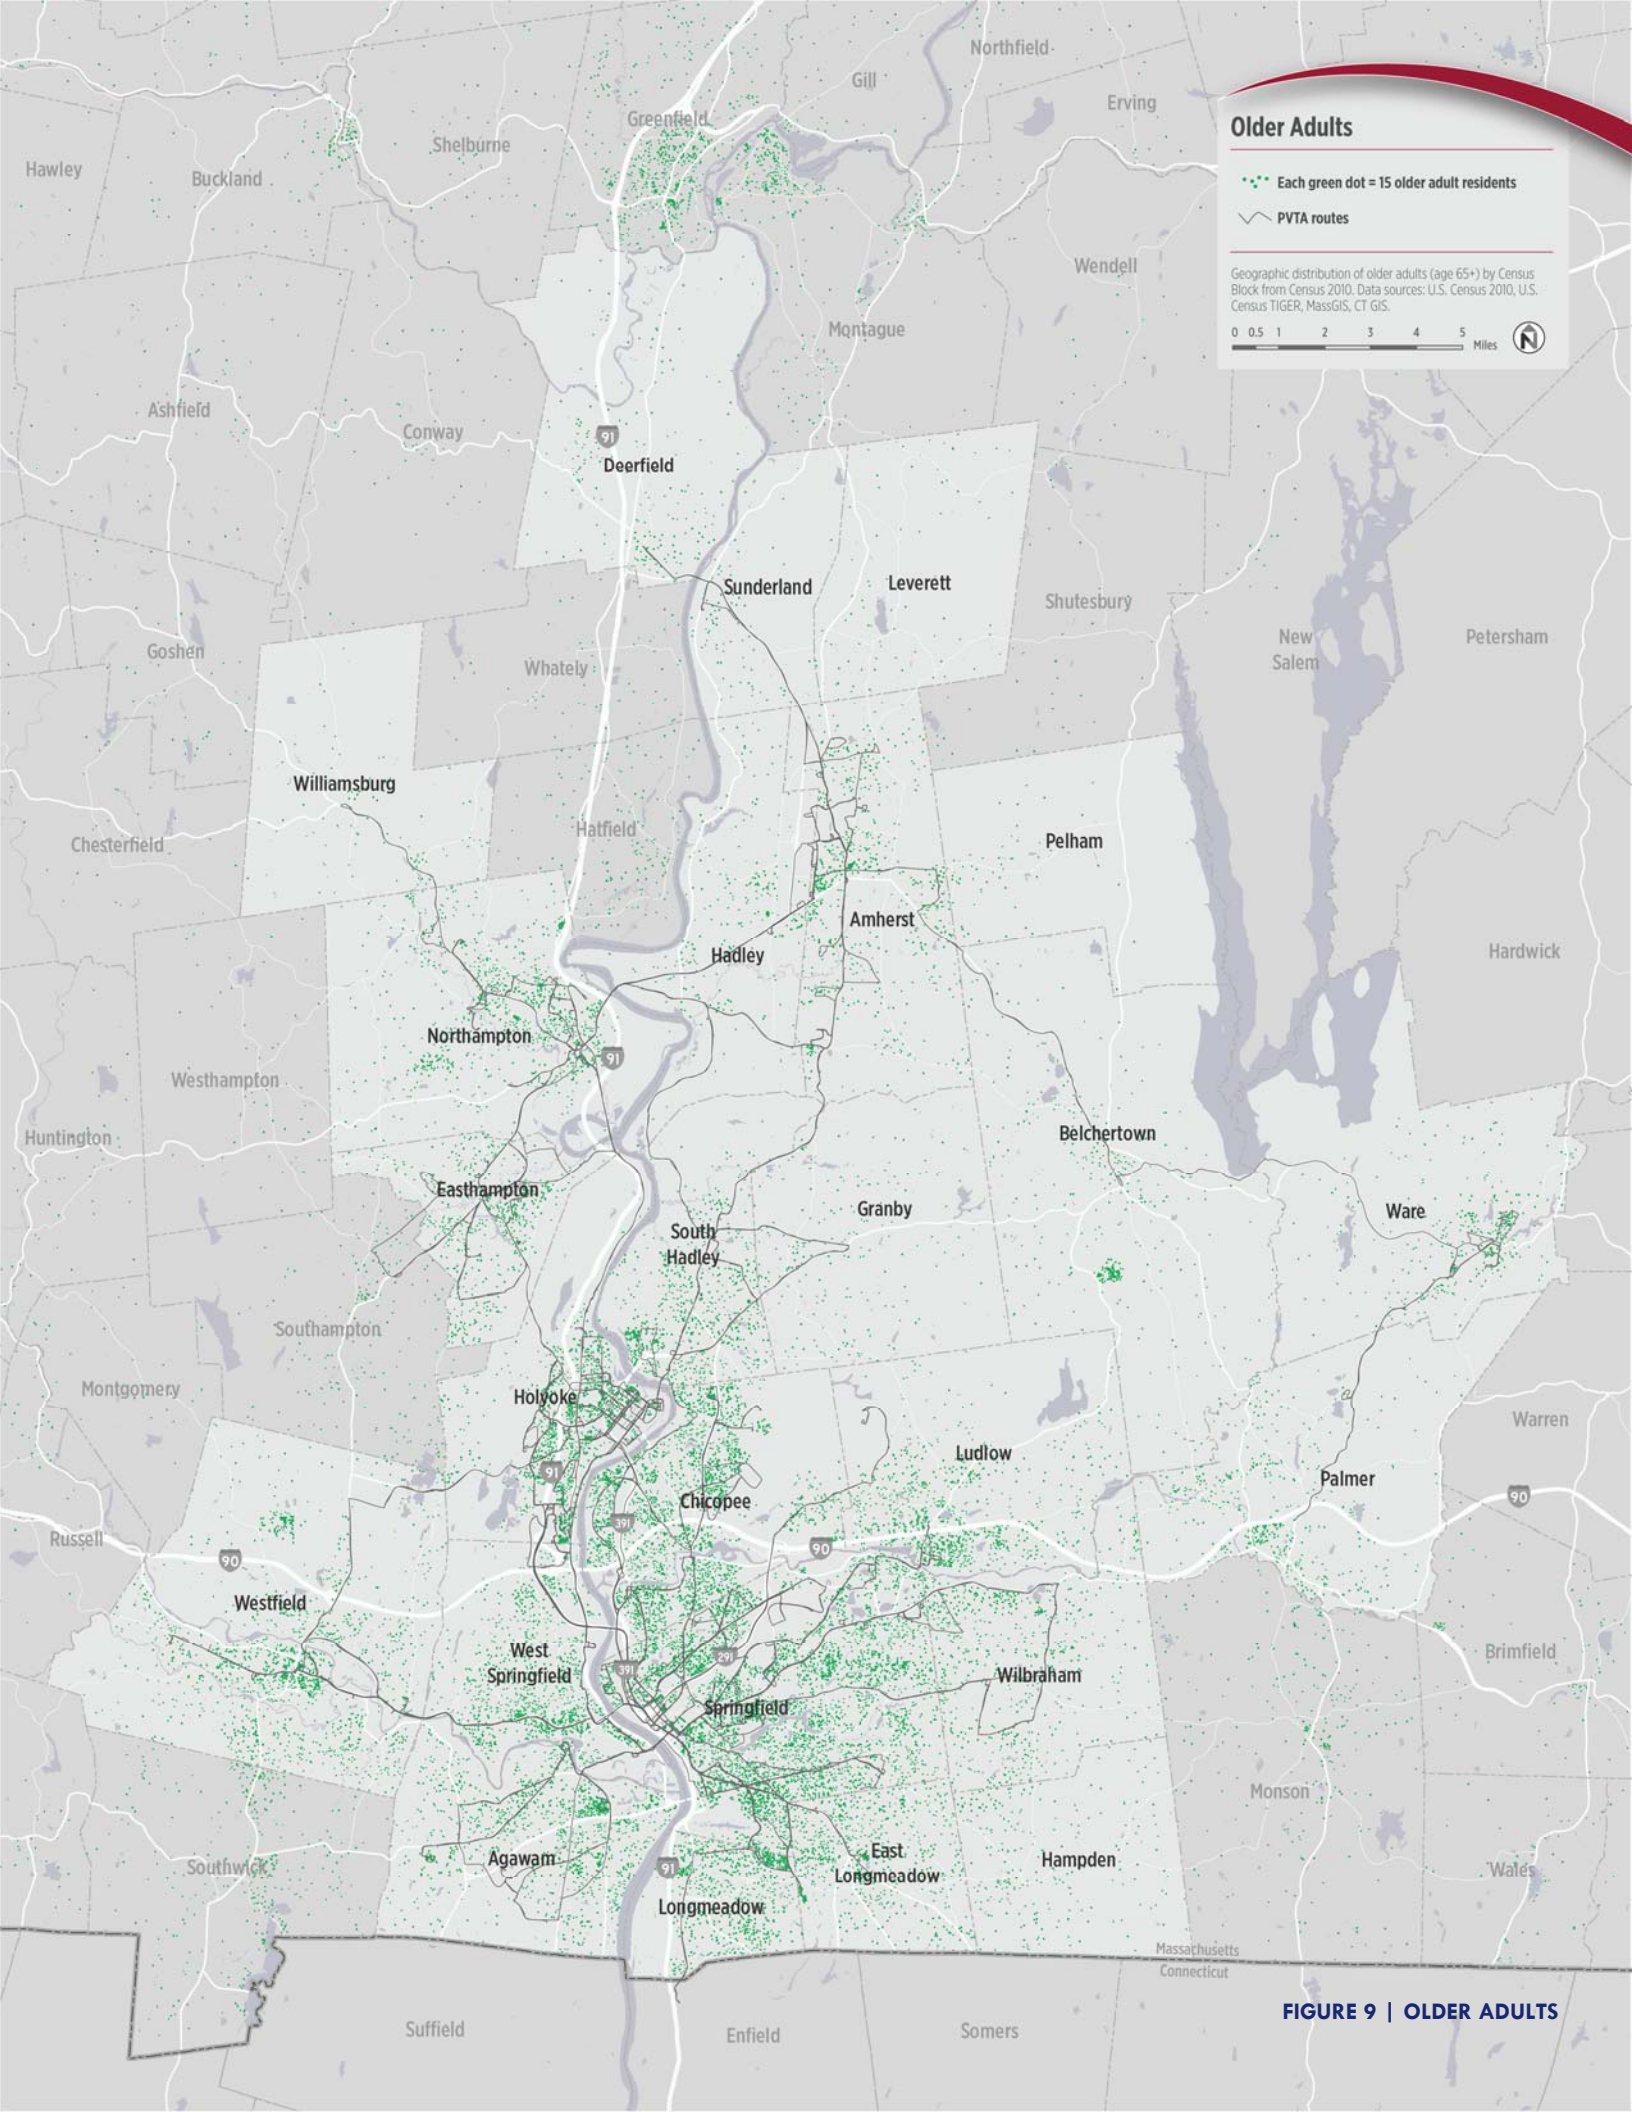 Northfield
Gill
Erving
Greenfield
Shelburne
Hawley
Buckland
Older Adults
Each green dot = 15 older adult residents
PVTA routes
Geographic distribution of older adults (age 65+) by Census
Block from Census 2010. Data sources: U.S. Census 2010, U.S.
Census TIGER, MassGIS, CT GIS.
0 0.5 1 2 3 4 5 Miles
N
Wendell
Montague
Ashfield
Conway
91
Deerfield
Sunderland
Leverett
Shutesbury
New
Salem
Petersham
Goshen
Whately
Williamsburg
Hatfield
Chesterfield
Pelham
Amherst
Hadley
Hardwick
Northampton
91
Westhampton
Huntington
Belchertown
Easthampton
Granby
Ware
South
Hadley
Southampton
Montgomery
Holyoke
Warren
Ludlow
91
Palmer
Chicopee
90
391
Russell
90
90
Westfield
West
Springfield
391
291
Wilbraham
Brimfield
Springfield
Monson
Agawam
East
Longmeadow
Hampden
Southwick
91
Wales
Longmeadow
Massachusetts
Connecticut
FIGURE 9 | OLDER ADULTS
Suffield
Enfield
Somers